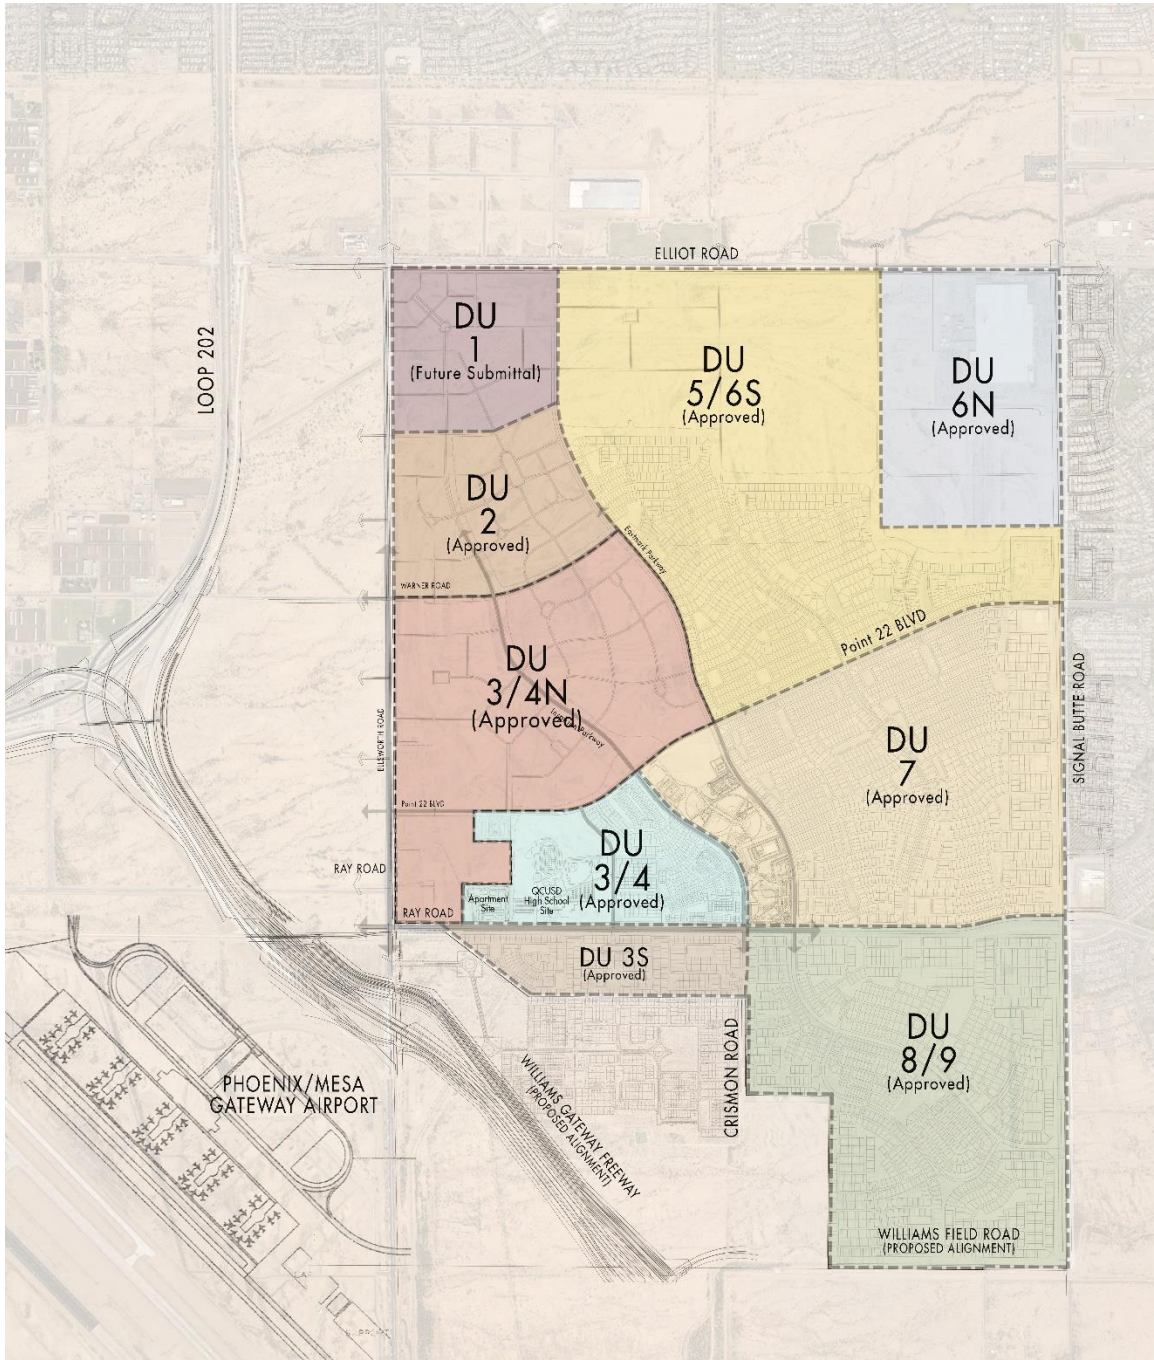 ELLIOT ROAD
LOOP 202
DU
1
(Future Submittal)
DU
5/6S
(Approved)
DU
6N
(Approved)
DU
2
(Approved)
Eastmark Parkway
WARNER ROAD
Point 22 BLVD
DU
3/4N
(Approved)
Parkway
ELLSWORTH ROAD
SIGNAL BUTTE ROAD
DU
7
(Approved)
Point 22 BLVD
DU
3/4
(Approved)
RAY ROAD
Apartment
Site
QCUSD
High School
Site
RAY ROAD
DU 3S
(Approved)
DU
8/9
(Approved)
CRISMON ROAD
PHOENIX/MESA
GATEWAY AIRPORT
WILLIAMS GATEWAY FREEWAY
(PROPOSED ALIGNMENT)
WILLIAMS FIELD ROAD
(PROPOSED ALIGNMENT)